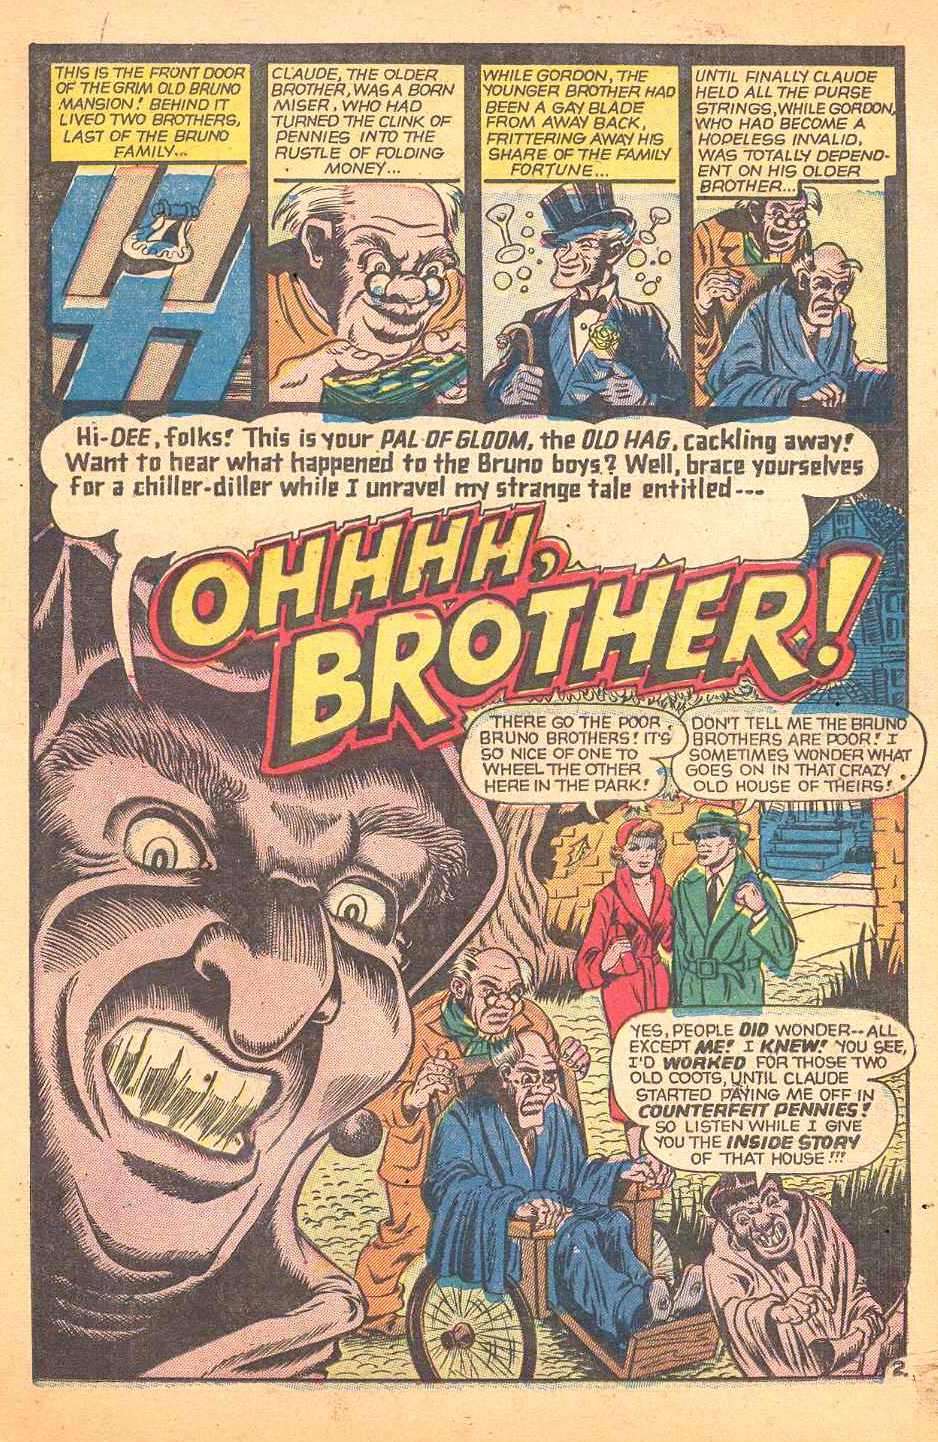 THIS IS THE FRONT DOOR
OF THE GRIM OLD BRUNO
MANSION! BEHIND IT
LIVED TWO BROTHERS,
LAST OF THE BRUNO
FAMILY...
CLAUDE, THE OLDER
BROTHER, WAS A BORN
MISER, WHO HAD
TURNED THE CLINK OF
PENNIES INTO THE
RUSTLE OF FOLDING
MONEY...
WHILE GORDON, THE
YOUNGER BROTHER HAD
BEEN A GAY BLADE
FROM AWAY BACK,
FRITTERING AWAY HIS
SHARE OF THE FAMILY
FORTUNE...
UNTIL FINALLY CLAUDE
HELD ALL THE PURSE
STRINGS, WHILE GORDON,
WHO HAD BECOME A
HOPELESS INVALID,
WAS TOTALLY DEPEND-
ENT ON HIS OLDER
BROTHER...
Hi-DEE, folks! This is your PAL OF GLOOM, the OLD HAG, cackling away!
Want to hear what happened to the Bruno boys? Well, brace yourselves
for a chiller-diller while I unravel my strange tale entitled---
OHHHH,
BROTHER!
THERE GO THE POOR
BRUNO BROTHERS! IT'S
SO NICE OF ONE TO
WHEEL THE OTHER
HERE IN THE PARK!
DON'T TELL ME THE BRUNO
BROTHERS ARE POOR! I
SOMETIMES WONDER WHAT
GOES ON IN THAT CRAZY
OLD HOUSE OF THEIRS!
YES, PEOPLE DID WONDER--ALL
EXCEPT ME! I KNEW! YOU SEE,
I'D WORKED FOR THOSE TWO
OLD COOTS, UNTIL CLAUDE
STARTED PAYING ME OFF IN
COUNTERFEIT PENNIES!
SO LISTEN WHILE I GIVE
YOU THE INSIDE STORY
OF THAT HOUSE!!!
2.